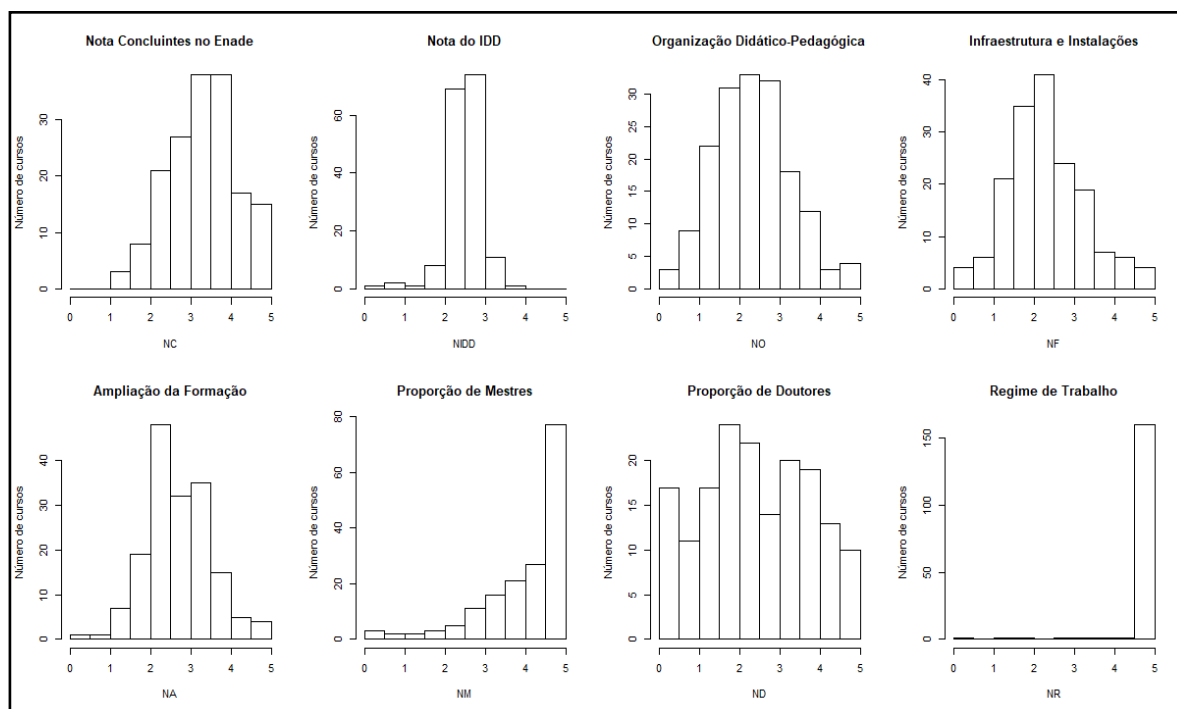 Nota Concluintes no Enade
Número de cursos
0 10 20 30
0 1 2 3 4 5
NC
Nota do IDD
Número de cursos
0 20 40 60
0 1 2 3 4 5
NIDD
Organização Didático-Pedagógica
Número de cursos
0 5 10 15 20 25 30
0 1 2 3 4 5
NO
Infraestrutura e Instalações
Número de cursos
0 10 20 30 40
0 1 2 3 4 5
NF
Ampliação da Formação
Número de cursos
0 10 20 30 40
0 1 2 3 4 5
NA
Proporção de Mestres
Número de cursos
0 20 40 60 80
0 1 2 3 4 5
NM
Proporção de Doutores
Número de cursos
0 5 10 15 20
0 1 2 3 4 5
ND
Regime de Trabalho
Número de cursos
0 50 100 150
0 1 2 3 4 5
NR